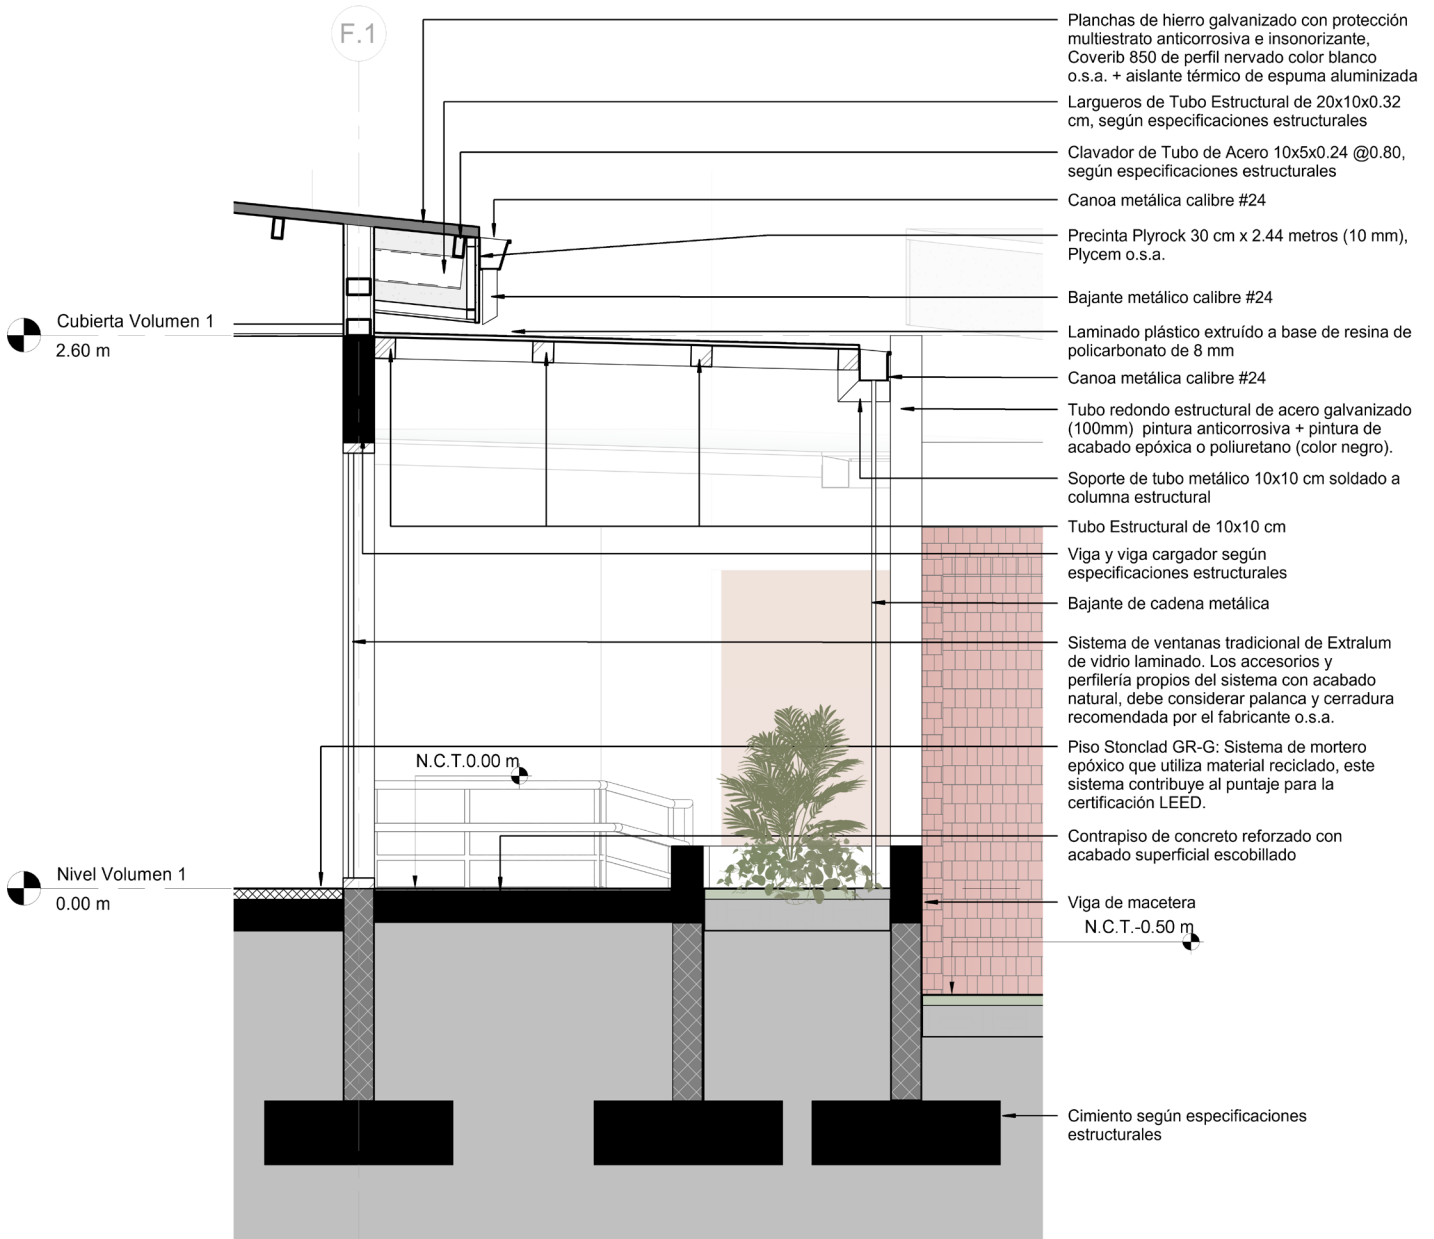 F.1
Planchas de hierro galvanizado con protección
multiestrato anticorrosiva e insonorizante,
Coverib 850 de perfil nervado color blanco
o.s.a. + aislante térmico de espuma aluminizada
Largueros de Tubo Estructural de 20x10x0.32
cm, según especificaciones estructurales
Clavador de Tubo de Acero 10x5x0.24 @0.80,
según especificaciones estructurales
Canoa metálica calibre #24
Precinta Plyrock 30 cm x 2.44 metros (10 mm),
Plycem o.s.a.
Bajante metálico calibre #24
Cubierta Volumen 1
2.60 m
Laminado plástico extruído a base de resina de
policarbonato de 8 mm
Canoa metálica calibre #24
Tubo redondo estructural de acero galvanizado
(100mm)  pintura anticorrosiva + pintura de
acabado epóxica o poliuretano (color negro).
Soporte de tubo metálico 10x10 cm soldado a
columna estructural
Tubo Estructural de 10x10 cm
Viga y viga cargador según
especificaciones estructurales
Bajante de cadena metálica
Sistema de ventanas tradicional de Extralum
de vidrio laminado. Los accesorios y
perfilería propios del sistema con acabado
natural, debe considerar palanca y cerradura
recomendada por el fabricante o.s.a.
Piso Stonclad GR-G: Sistema de mortero
epóxico que utiliza material reciclado, este
sistema contribuye al puntaje para la
certificación LEED.
N.C.T.0.00 m
Contrapiso de concreto reforzado con
acabado superficial escobillado
Nivel Volumen 1
0.00 m
Viga de macetera
N.C.T.-0.50 m
Cimiento según especificaciones
estructurales